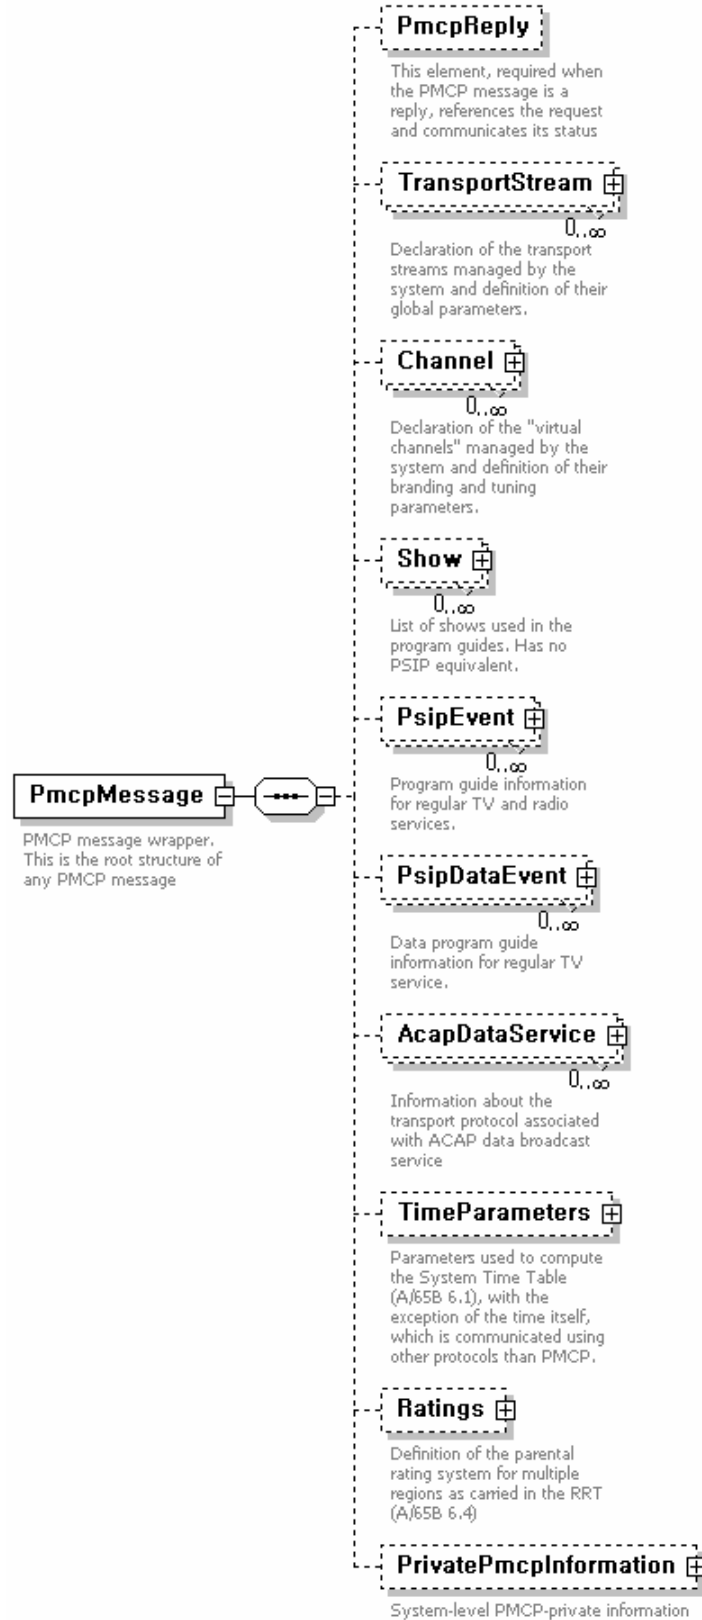 PmcpReply
This element, required when
the PMCP message is a
reply, references the request
and communicates its status
TransportStream
0..∞
Declaration of the transport
streams managed by the
system and definition of their
global parameters.
Channel
0..∞
Declaration of the "virtual
channels" managed by the
system and definition of their
branding and tuning
parameters.
Show
0..∞
List of shows used in the
program guides. Has no
PSIP equivalent.
PsipEvent
0..∞
Program guide information
for regular TV and radio
services.
PmcpMessage
PMCP message wrapper.
This is the root structure of
any PMCP message
PsipDataEvent
0..∞
Data program guide
information for regular TV
service.
AcapDataService
0..∞
Information about the
transport protocol associated
with ACAP data broadcast
service
TimeParameters
Parameters used to compute
the System Time Table
(A/65B 6.1), with the
exception of the time itself,
which is communicated using
other protocols than PMCP.
Ratings
Definition of the parental
rating system for multiple
regions as carried in the RRT
(A/65B 6.4)
PrivatePmcpInformation
System-level PMCP-private information